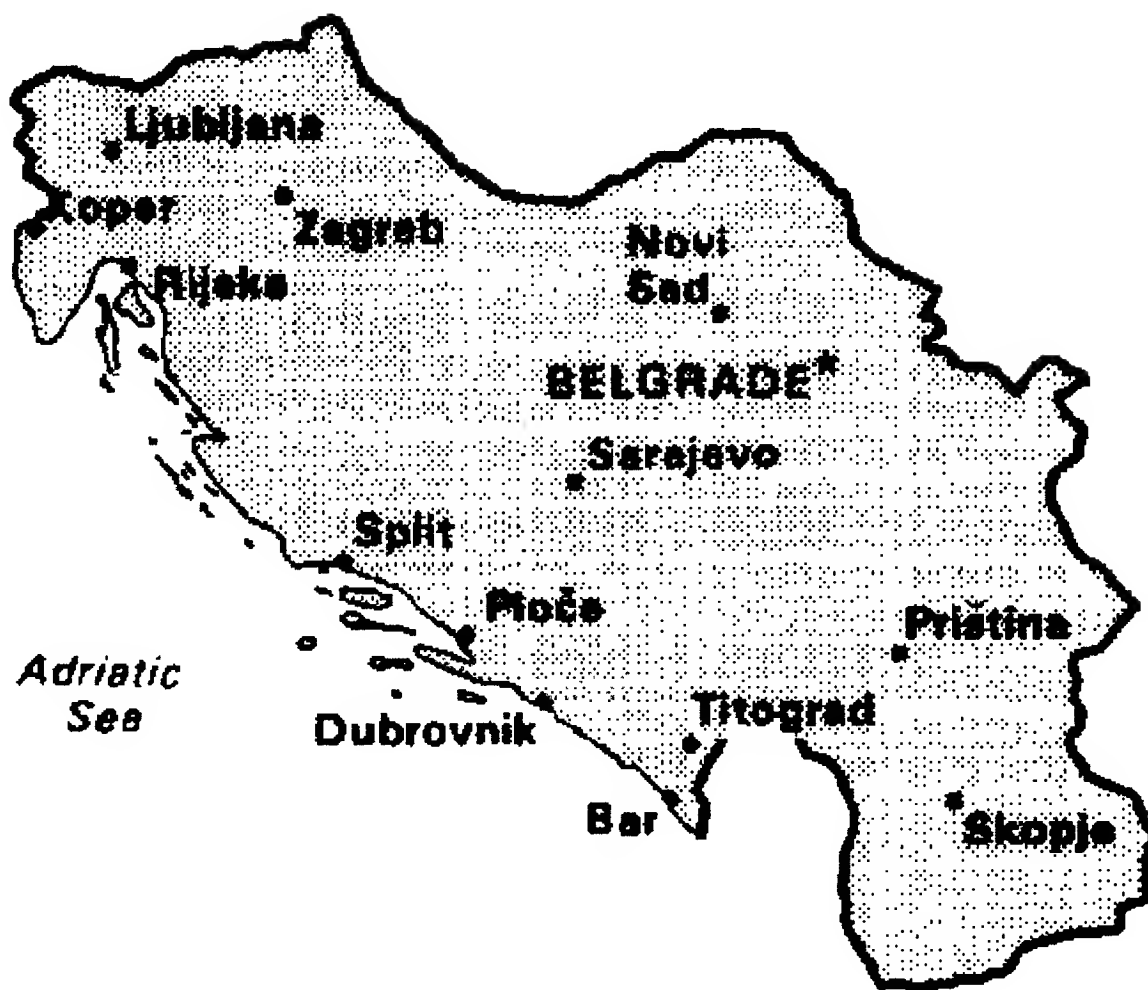 Ljubljana
Koper
Zagreb
Rijeka
Novi
Sad
BELGRADE*
Sarajevo
Split
Ploče
Priština
Adriatic
Sea
Titograd
Dubrovnik
Bar
Skopje